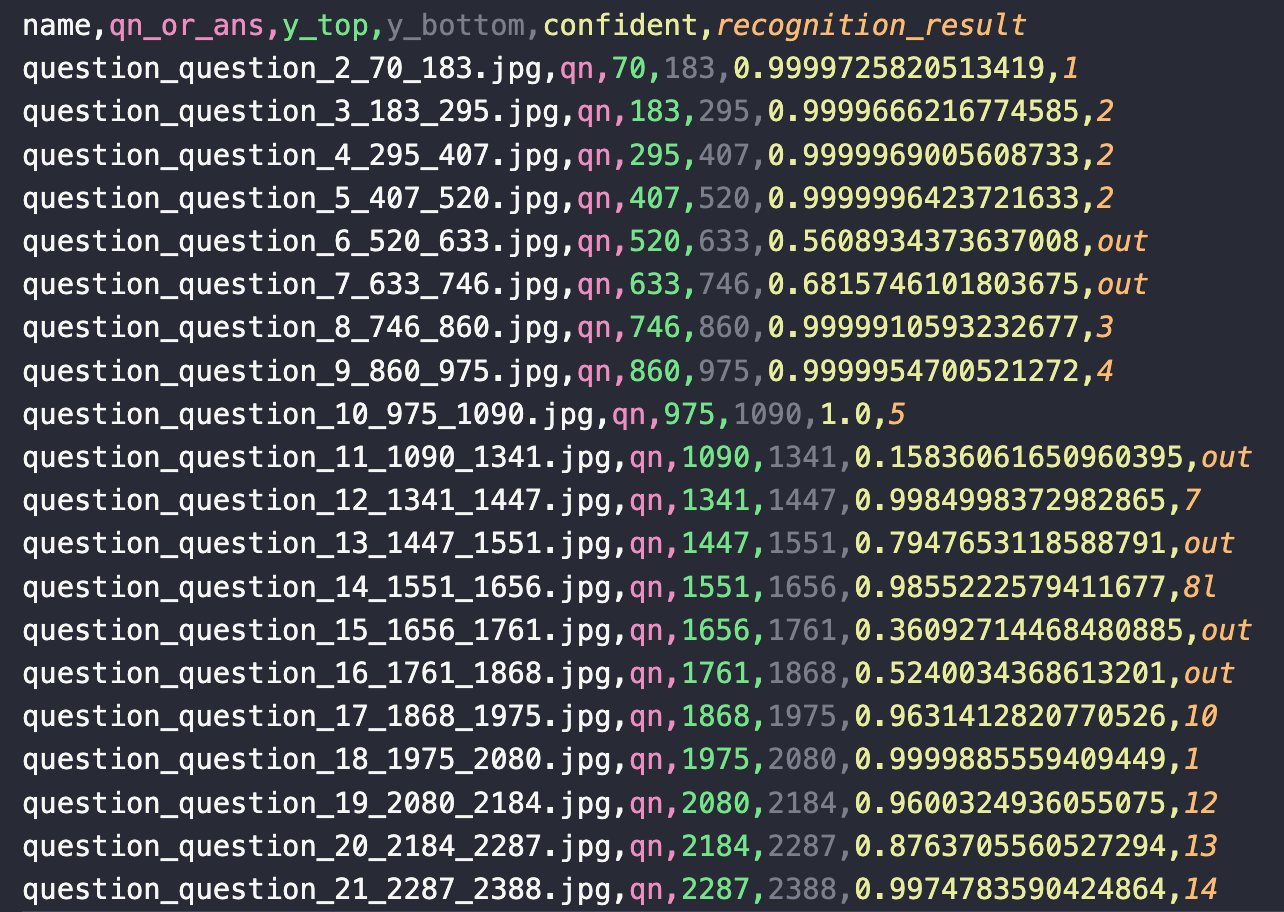 name,qn_or_ans,y_top,y_bottom,confident,recognition_result
question_question_2_70_183.jpg,qn,70,183,0.9999725820513419,1
question_question_3_183_295.jpg,qn,183,295,0.9999666216774585,2
question_question_4_295_407.jpg,qn,295,407,0.9999969005608733,2
question_question_5_407_520.jpg,qn,407,520,0.9999996423721633,2
question_question_6_520_633.jpg,qn,520,633,0.5608934373637008,out
question_question_7_633_746.jpg,qn,633,746,0.6815746101803675,out
question_question_8_746_860.jpg,qn,746,860,0.9999910593232677,3
question_question_9_860_975.jpg,qn,860,975,0.9999954700521272,4
question_question_10_975_1090.jpg,qn,975,1090,1.0,5
question_question_11_1090_1341.jpg,qn,1090,1341,0.15836061650960395,out
question_question_12_1341_1447.jpg,qn,1341,1447,0.9984998372982865,7
question_question_13_1447_1551.jpg,qn,1447,1551,0.7947653118588791,out
question_question_14_1551_1656.jpg,qn,1551,1656,0.9855222579411677,8l
question_question_15_1656_1761.jpg,qn,1656,1761,0.36092714468480885,out
question_question_16_1761_1868.jpg,qn,1761,1868,0.5240034368613201,out
question_question_17_1868_1975.jpg,qn,1868,1975,0.9631412820770526,10
question_question_18_1975_2080.jpg,qn,1975,2080,0.9999885559409449,1
question_question_19_2080_2184.jpg,qn,2080,2184,0.9600324936055075,12
question_question_20_2184_2287.jpg,qn,2184,2287,0.8763705560527294,13
question_question_21_2287_2388.jpg,qn,2287,2388,0.9974783590424864,14